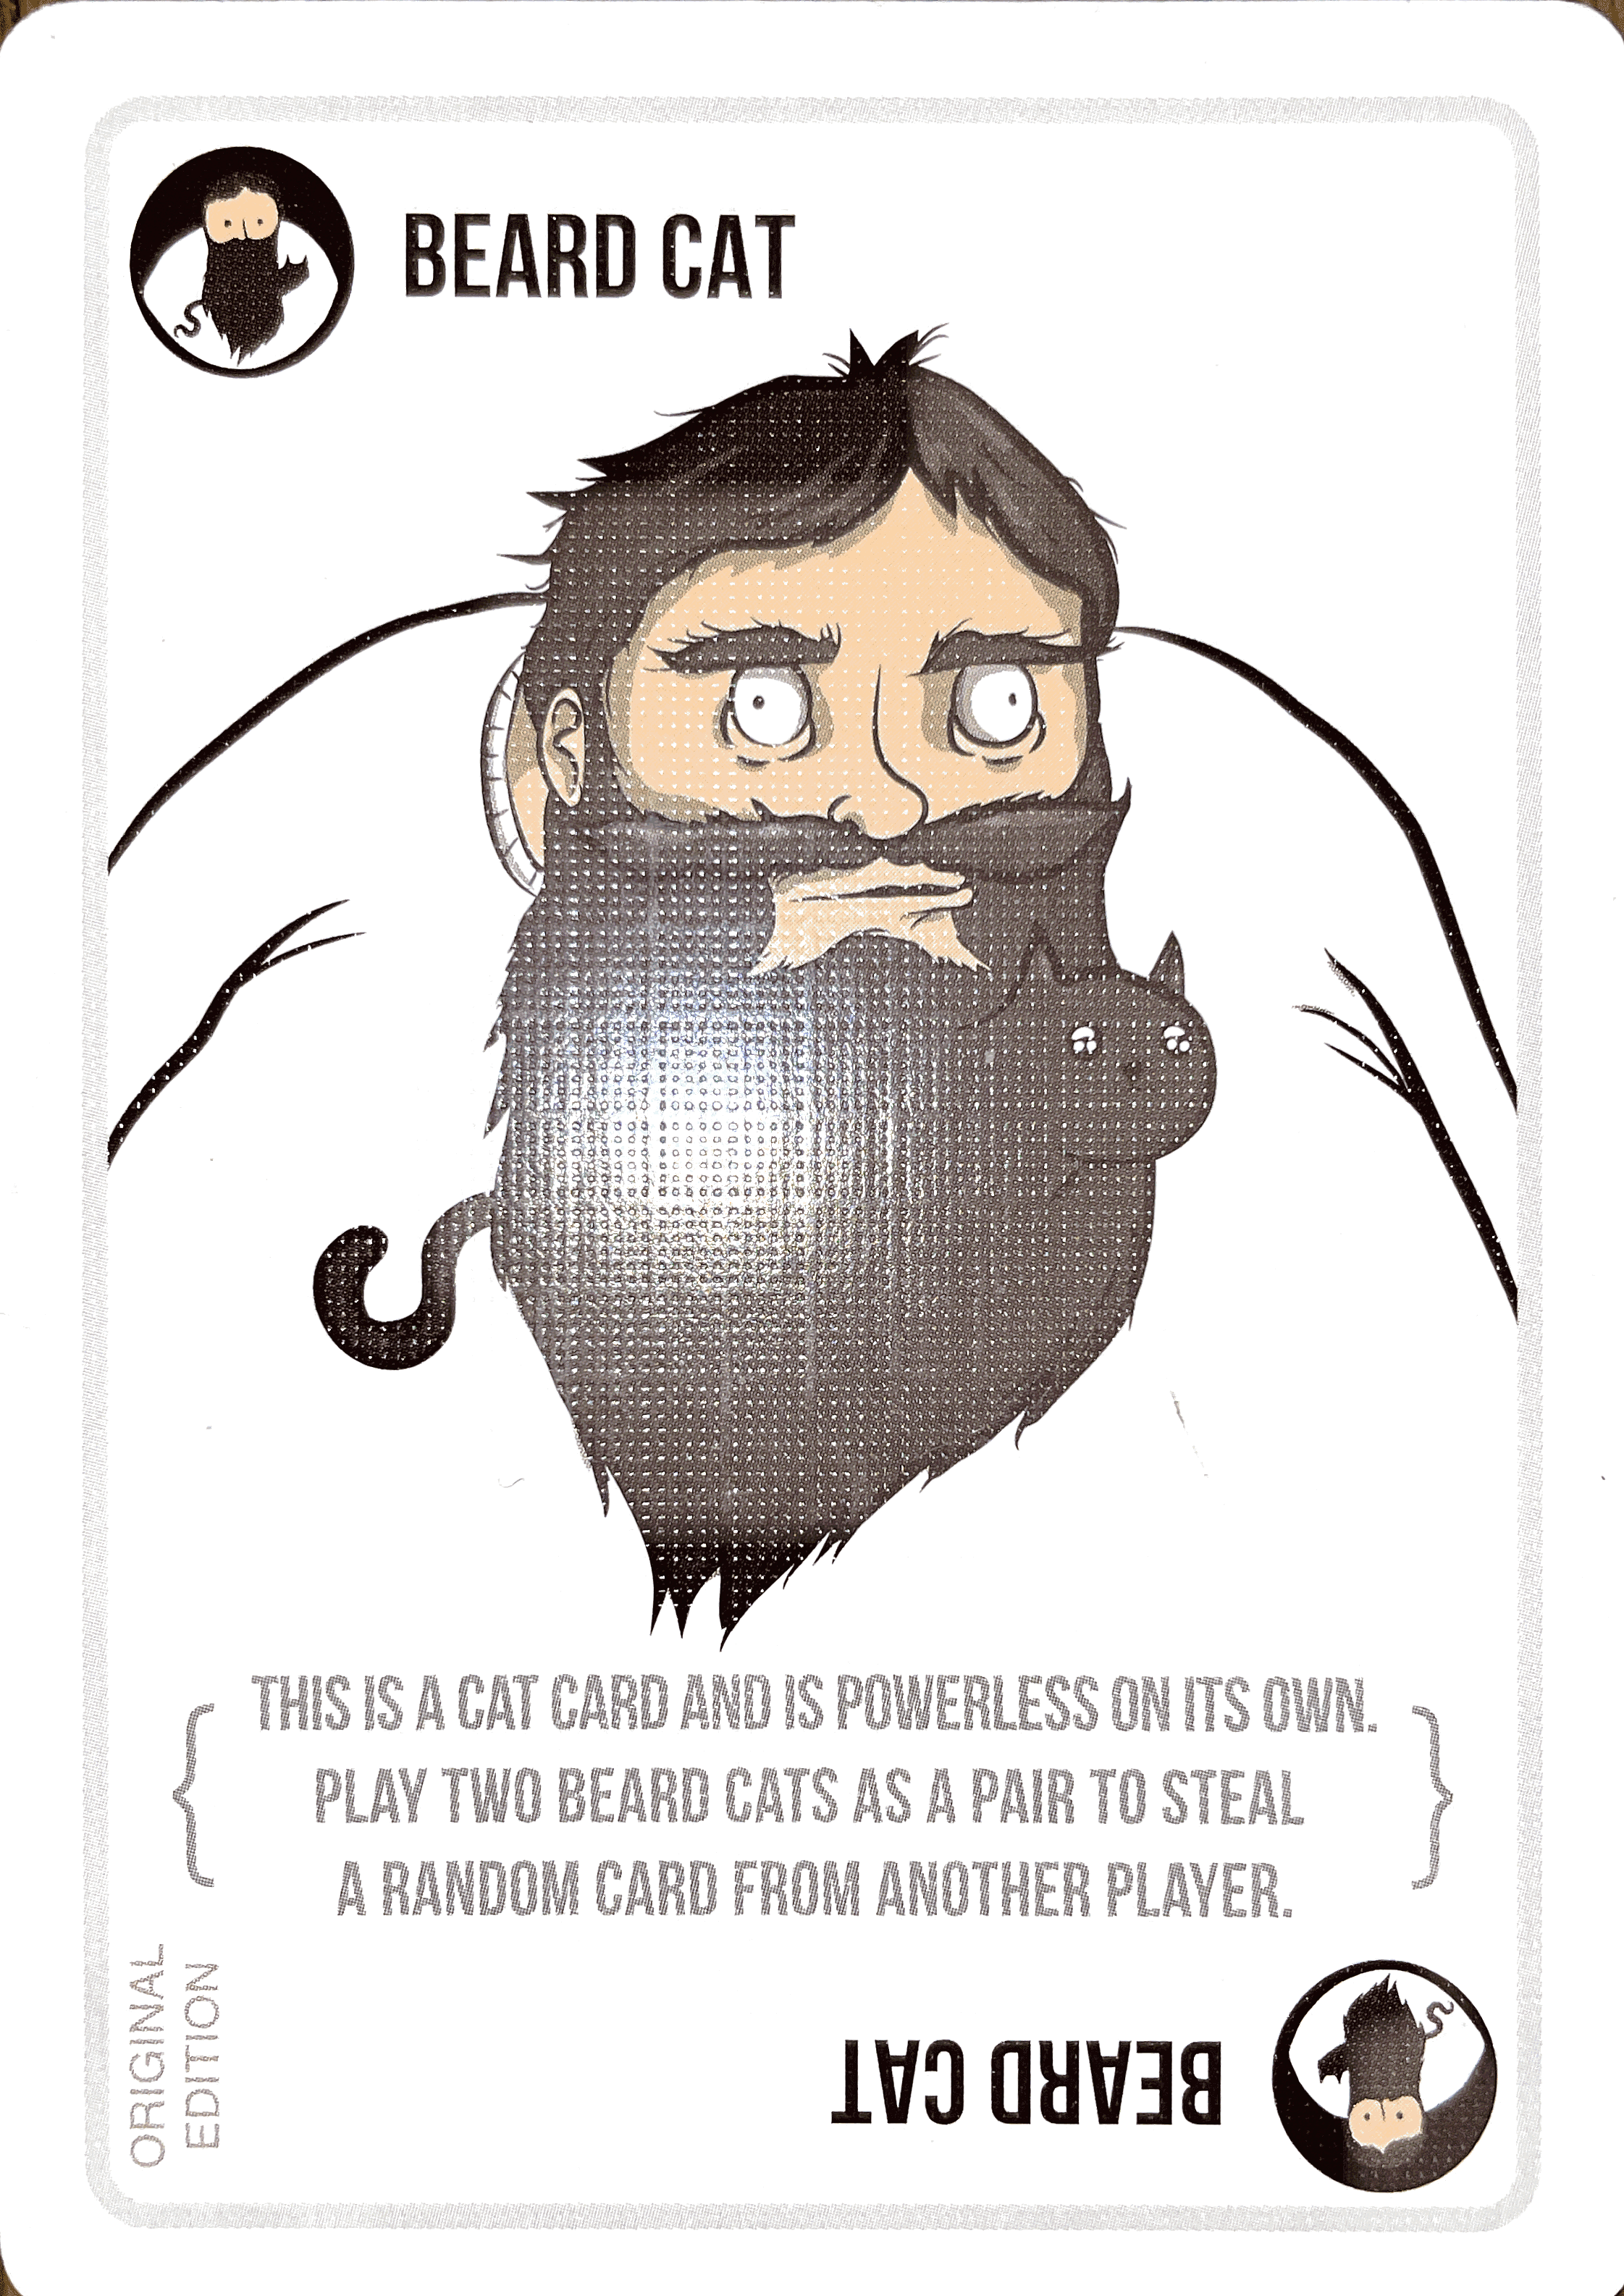 BEARD CAT
THIS IS A CAT CARD AND IS POWERLESS ON ITS OWN.
PLAY TWO BEARD CATS AS A PAIR TO STEAL
A RANDOM CARD FROM ANOTHER PLAYER.
ORIGINAL
EDITION
BEARD CAT